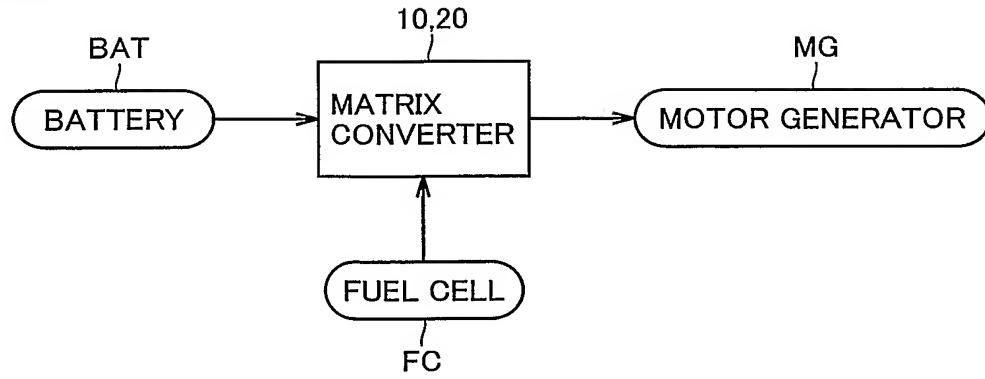 10,20
BAT
MG
BATTERY
MATRIX
CONVERTER
MOTOR GENERATOR
FUEL CELL
FC